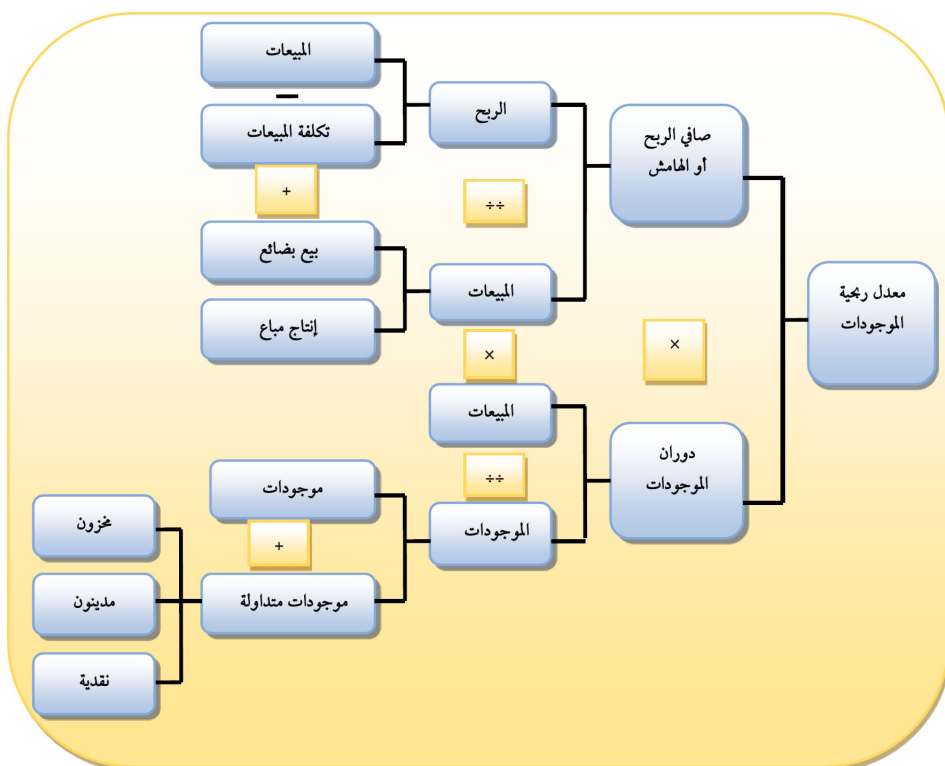 المبيعات
تكلفة المبيعات
الربح
صافي الربح
أو الهامش
+
÷÷
بيع بضائع
المبيعات
إنتاج مباع
معدل ربحية
الموجودات
×
×
المبيعات
دوران
الموجودات
÷÷
موجودات
الموجودات
+
مخزون
موجودات متداولة
مدينون
نقدية